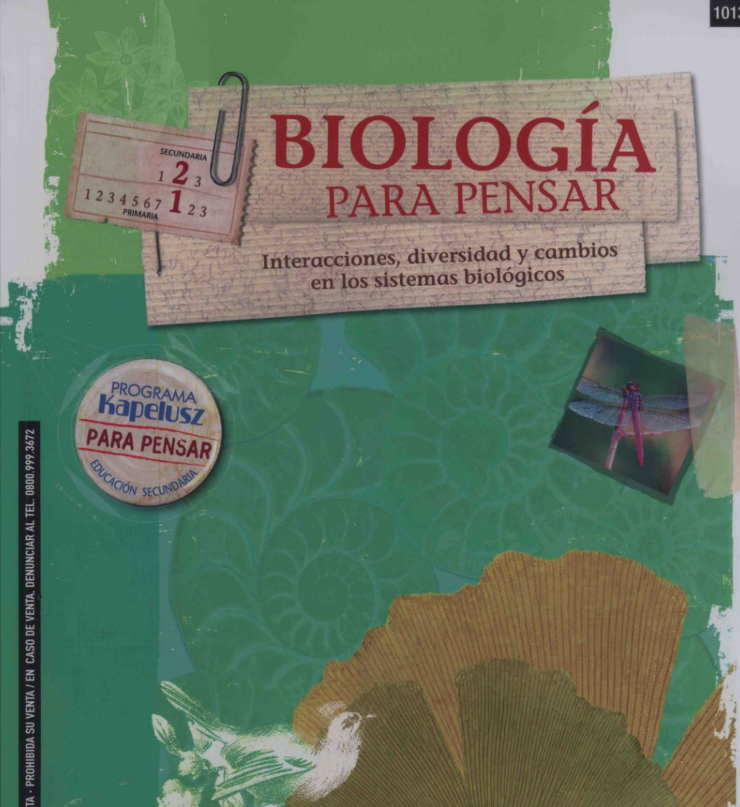 1013
SECUNDARIA
1 2 3
1 2 3 4 5 6 7 1 2 3
PRIMARIA
BIOLOGÍA
PARA PENSAR
Interacciones, diversidad y cambios
en los sistemas biológicos
PROGRAMA
Kapelusz
PARA PENSAR
EDUCACIÓN SECUNDARIA
TA - PROHIBIDA SU VENTA / EN CASO DE VENTA, DENUNCIAR AL TEL. 0800.999.3672